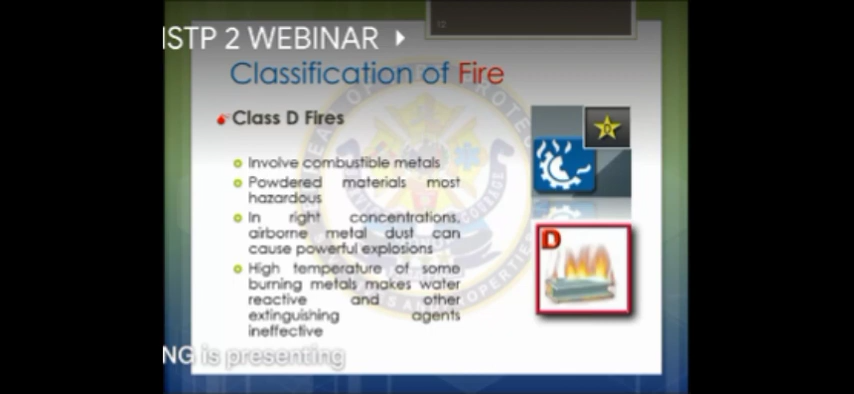 ISTP 2 WEBINAR
Classification of Fire
Class D Fires
Involve combustible metals
Powdered materials most
hazardous
In right concentrations,
airborne metal dust can
cause powerful explosions
High temperature of some
burning metals makes water
reactive and other
extinguishing agents
ineffective
D
D
NG is presenting